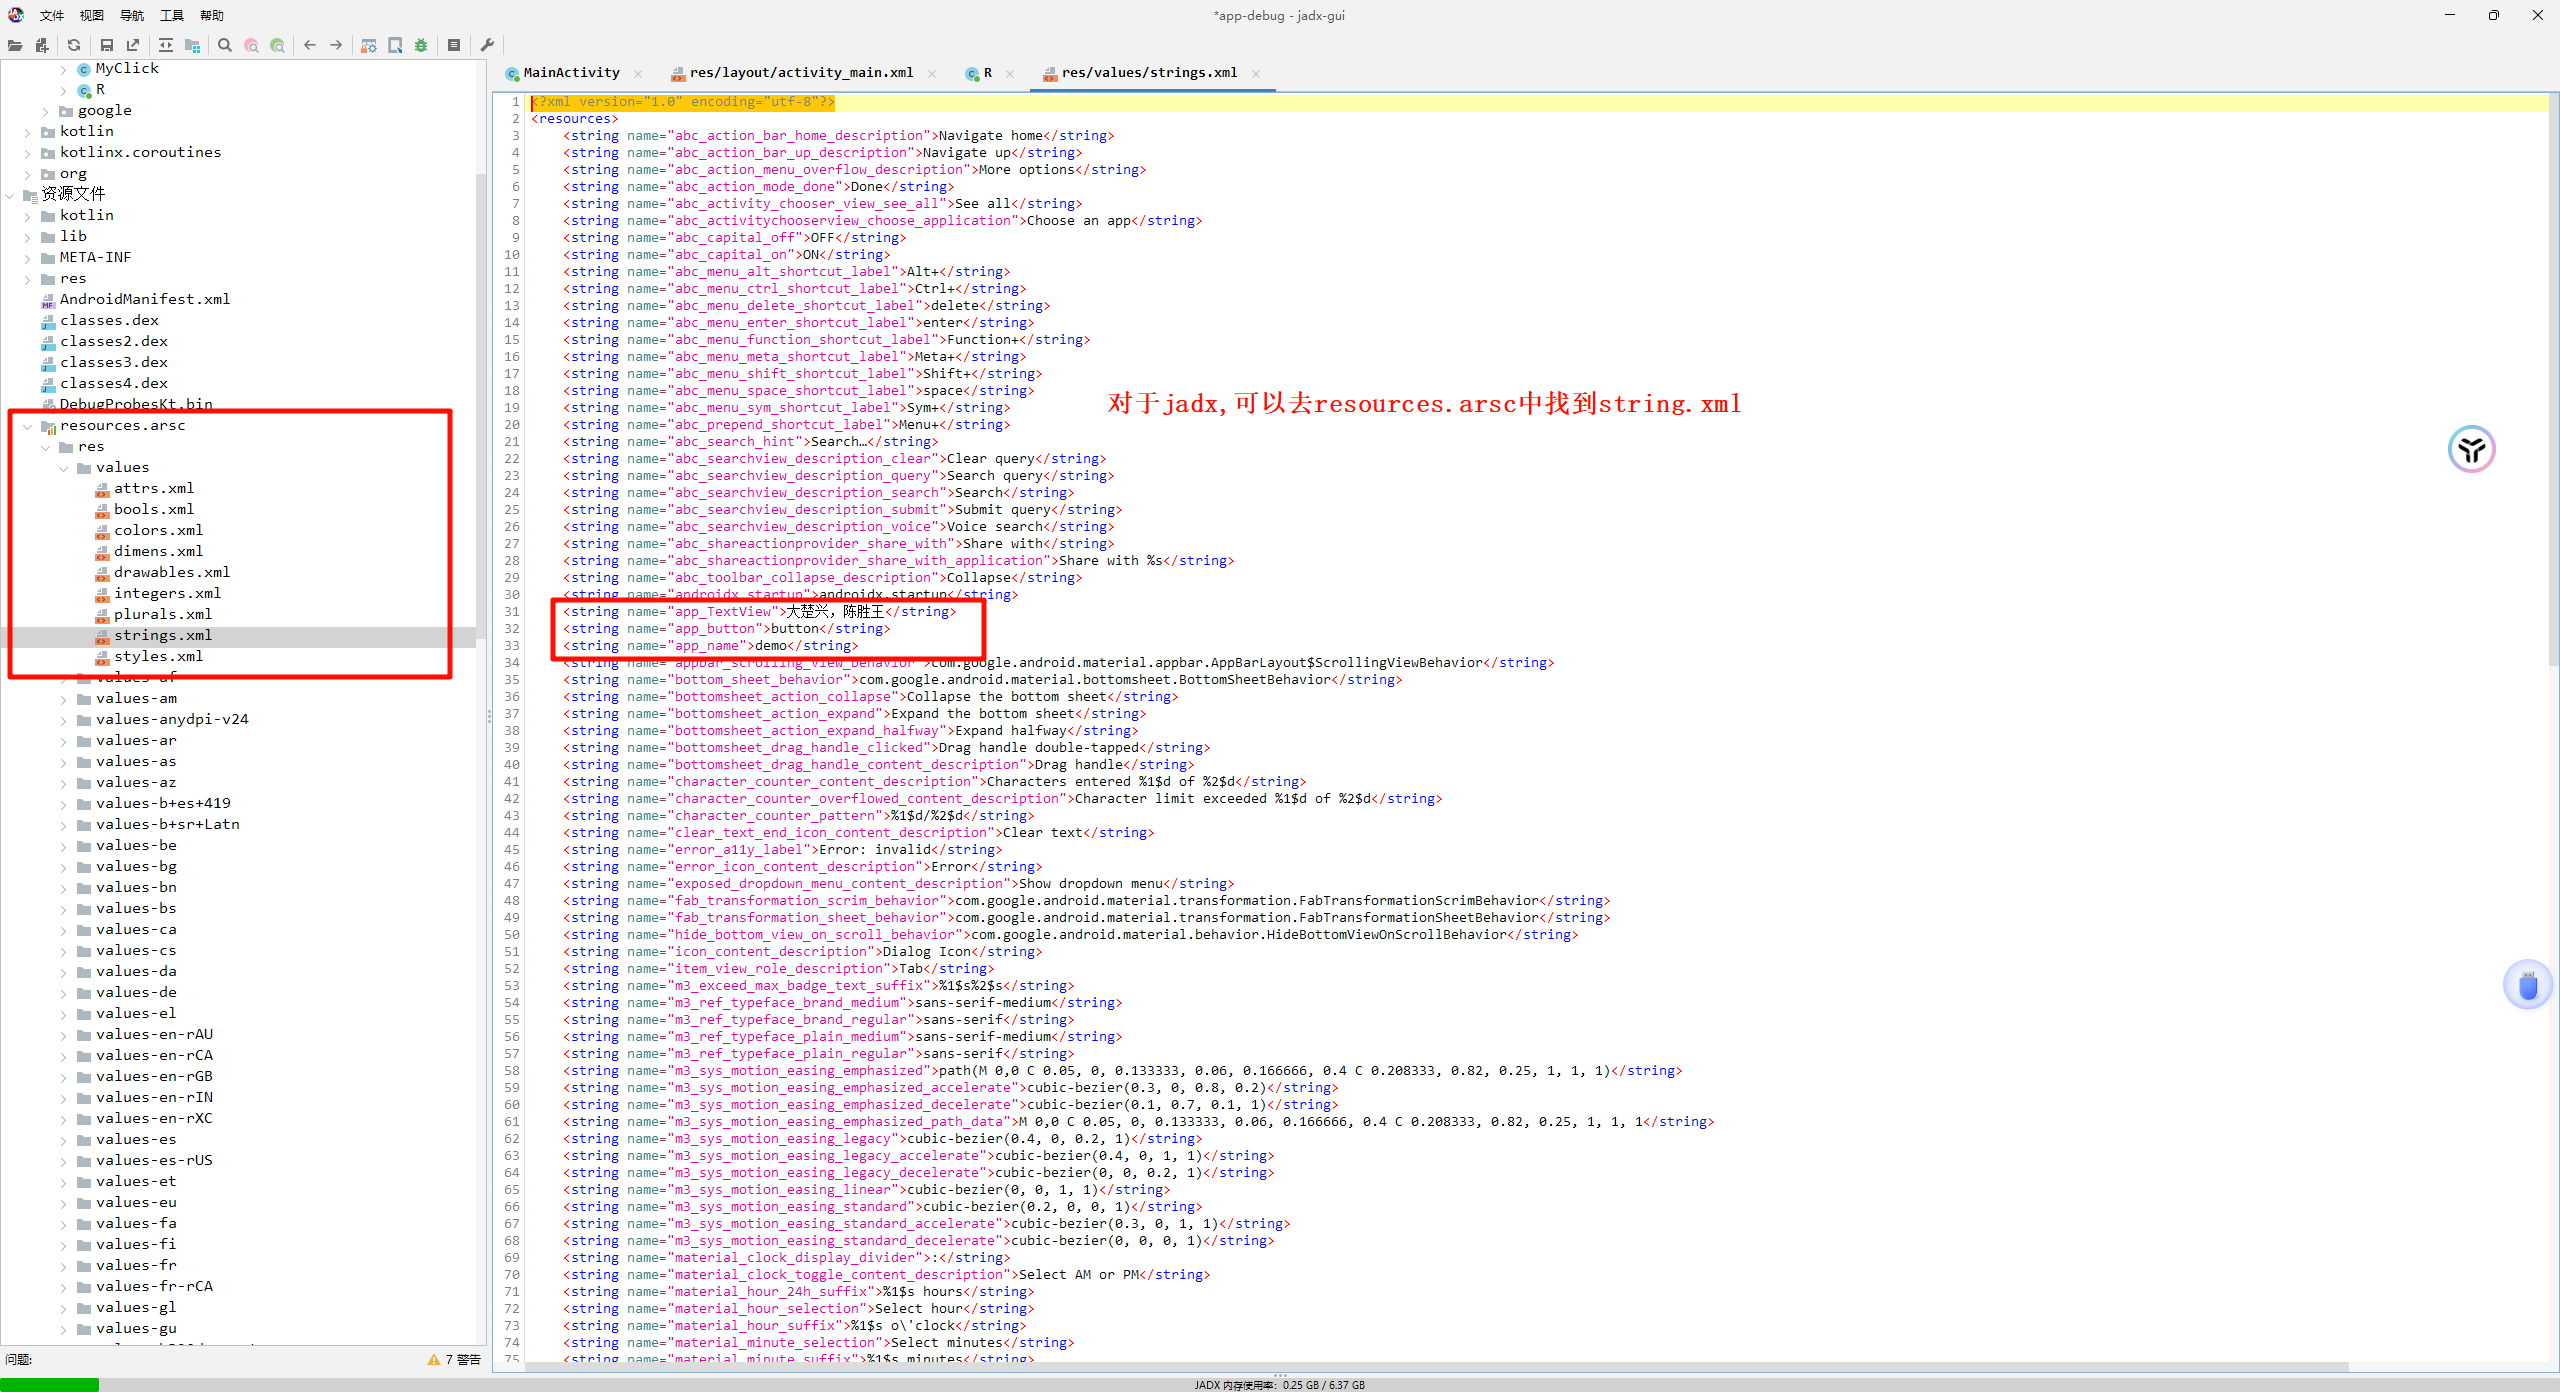 文件 视图 导航 工具 帮助
*app-debug - jadx-gui
MyClick
R
google
kotlin
kotlinx.coroutines
org
资源文件
kotlin
lib
META-INF
res
AndroidManifest.xml
classes.dex
classes2.dex
classes3.dex
classes4.dex
DebugProbesKt.bin
resources.arsc
res
values
attrs.xml
bools.xml
colors.xml
dimens.xml
drawables.xml
integers.xml
plurals.xml
strings.xml
styles.xml
values-af
values-am
values-anydpi-v24
values-ar
values-as
values-az
values-b+es+419
values-b+sr+Latn
values-be
values-bg
values-bn
values-bs
values-ca
values-cs
values-da
values-de
values-el
values-en-rAU
values-en-rCA
values-en-rGB
values-en-rIN
values-en-rXC
values-es
values-es-rUS
values-et
values-eu
values-fa
values-fi
values-fr
values-fr-rCA
values-gl
values-gu
问题:
7 警告
MainActivity res/layout/activity_main.xml R res/values/strings.xml
1 <?xml version="1.0" encoding="utf-8"?>
2 <resources>
3 <string name="abc_action_bar_home_description">Navigate home</string>
4 <string name="abc_action_bar_up_description">Navigate up</string>
5 <string name="abc_action_menu_overflow_description">More options</string>
6 <string name="abc_action_mode_done">Done</string>
7 <string name="abc_activity_chooser_view_see_all">See all</string>
8 <string name="abc_activitychooserview_choose_application">Choose an app</string>
9 <string name="abc_capital_off">OFF</string>
10 <string name="abc_capital_on">ON</string>
11 <string name="abc_menu_alt_shortcut_label">Alt+</string>
12 <string name="abc_menu_ctrl_shortcut_label">Ctrl+</string>
13 <string name="abc_menu_delete_shortcut_label">delete</string>
14 <string name="abc_menu_enter_shortcut_label">enter</string>
15 <string name="abc_menu_function_shortcut_label">Function+</string>
16 <string name="abc_menu_meta_shortcut_label">Meta+</string>
17 <string name="abc_menu_shift_shortcut_label">Shift+</string>
18 <string name="abc_menu_space_shortcut_label">space</string>
19 <string name="abc_menu_sym_shortcut_label">Sym+</string>
对于jadx,可以去resources.arsc中找到string.xml
20 <string name="abc_prepend_shortcut_label">Menu+</string>
21 <string name="abc_search_hint">Search…</string>
22 <string name="abc_searchview_description_clear">Clear query</string>
23 <string name="abc_searchview_description_query">Search query</string>
24 <string name="abc_searchview_description_search">Search</string>
25 <string name="abc_searchview_description_submit">Submit query</string>
26 <string name="abc_searchview_description_voice">Voice search</string>
27 <string name="abc_shareactionprovider_share_with">Share with</string>
28 <string name="abc_shareactionprovider_share_with_application">Share with %s</string>
29 <string name="abc_toolbar_collapse_description">Collapse</string>
30 <string name="androidx_startup">androidx.startup</string>
31 <string name="app_TextView">大楚兴，陈胜王</string>
32 <string name="app_button">button</string>
33 <string name="app_name">demo</string>
34 <string name="appbar_scrolling_view_behavior">com.google.android.material.appbar.AppBarLayout$ScrollingViewBehavior</string>
35 <string name="bottom_sheet_behavior">com.google.android.material.bottomsheet.BottomSheetBehavior</string>
36 <string name="bottomsheet_action_collapse">Collapse the bottom sheet</string>
37 <string name="bottomsheet_action_expand">Expand the bottom sheet</string>
38 <string name="bottomsheet_action_expand_halfway">Expand halfway</string>
39 <string name="bottomsheet_drag_handle_clicked">Drag handle double-tapped</string>
40 <string name="bottomsheet_drag_handle_content_description">Drag handle</string>
41 <string name="character_counter_content_description">Characters entered %1$d of %2$d</string>
42 <string name="character_counter_overflowed_content_description">Character limit exceeded %1$d of %2$d</string>
43 <string name="character_counter_pattern">%1$d/%2$d</string>
44 <string name="clear_text_end_icon_content_description">Clear text</string>
45 <string name="error_a11y_label">Error: invalid</string>
46 <string name="error_icon_content_description">Error</string>
47 <string name="exposed_dropdown_menu_content_description">Show dropdown menu</string>
48 <string name="fab_transformation_scrim_behavior">com.google.android.material.transformation.FabTransformationScrimBehavior</string>
49 <string name="fab_transformation_sheet_behavior">com.google.android.material.transformation.FabTransformationSheetBehavior</string>
50 <string name="hide_bottom_view_on_scroll_behavior">com.google.android.material.behavior.HideBottomViewOnScrollBehavior</string>
51 <string name="icon_content_description">Dialog Icon</string>
52 <string name="item_view_role_description">Tab</string>
53 <string name="m3_exceed_max_badge_text_suffix">%1$s%2$s</string>
54 <string name="m3_ref_typeface_brand_medium">sans-serif-medium</string>
55 <string name="m3_ref_typeface_brand_regular">sans-serif</string>
56 <string name="m3_ref_typeface_plain_medium">sans-serif-medium</string>
57 <string name="m3_ref_typeface_plain_regular">sans-serif</string>
58 <string name="m3_sys_motion_easing_emphasized">path(M 0,0 C 0.05, 0, 0.133333, 0.06, 0.166666, 0.4 C 0.208333, 0.82, 0.25, 1, 1, 1)</string>
59 <string name="m3_sys_motion_easing_emphasized_accelerate">cubic-bezier(0.3, 0, 0.8, 0.2)</string>
60 <string name="m3_sys_motion_easing_emphasized_decelerate">cubic-bezier(0.1, 0.7, 0.1, 1)</string>
61 <string name="m3_sys_motion_easing_emphasized_path_data">M 0,0 C 0.05, 0, 0.133333, 0.06, 0.166666, 0.4 C 0.208333, 0.82, 0.25, 1, 1, 1</string>
62 <string name="m3_sys_motion_easing_legacy">cubic-bezier(0.4, 0, 0.2, 1)</string>
63 <string name="m3_sys_motion_easing_legacy_accelerate">cubic-bezier(0.4, 0, 1, 1)</string>
64 <string name="m3_sys_motion_easing_legacy_decelerate">cubic-bezier(0, 0, 0.2, 1)</string>
65 <string name="m3_sys_motion_easing_linear">cubic-bezier(0, 0, 1, 1)</string>
66 <string name="m3_sys_motion_easing_standard">cubic-bezier(0.2, 0, 0, 1)</string>
67 <string name="m3_sys_motion_easing_standard_accelerate">cubic-bezier(0.3, 0, 1, 1)</string>
68 <string name="m3_sys_motion_easing_standard_decelerate">cubic-bezier(0, 0, 0, 1)</string>
69 <string name="material_clock_display_divider">:</string>
70 <string name="material_clock_toggle_content_description">Select AM or PM</string>
71 <string name="material_hour_24h_suffix">%1$s hours</string>
72 <string name="material_hour_selection">Select hour</string>
73 <string name="material_hour_suffix">%1$s o\'clock</string>
74 <string name="material_minute_selection">Select minutes</string>
75 <string name="material_minute_suffix">%1$s minutes</string>
JADX 内存使用率: 0.25 GB / 6.37 GB